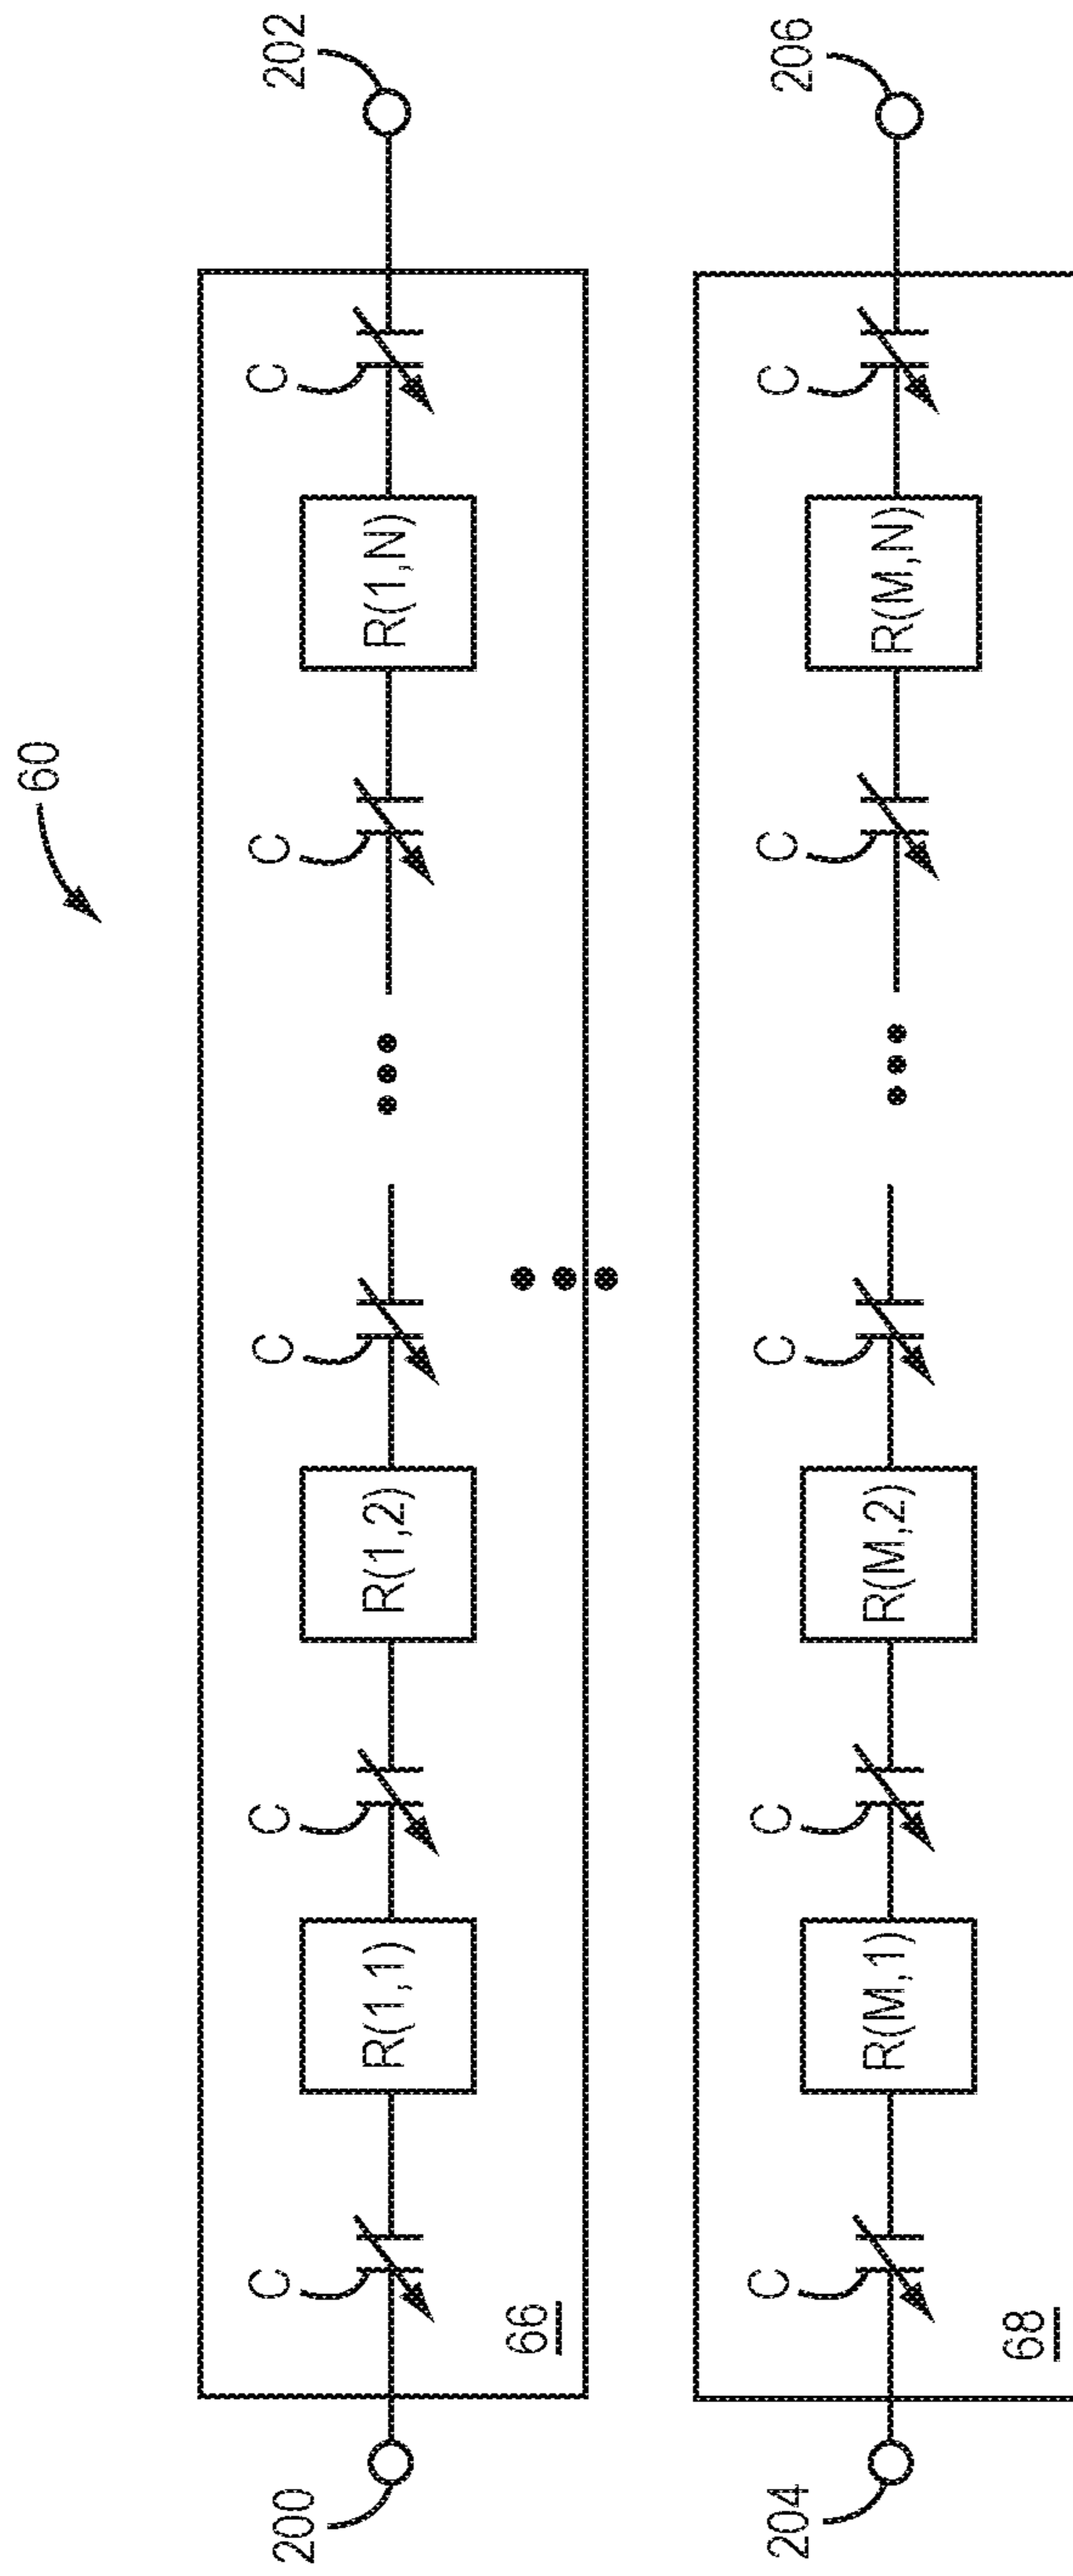 60
200
C
R(1,1)
C
R(1,2)
C
C
R(1,N)
C
202
66
204
C
R(M,1)
C
R(M,2)
C
C
R(M,N)
C
206
68